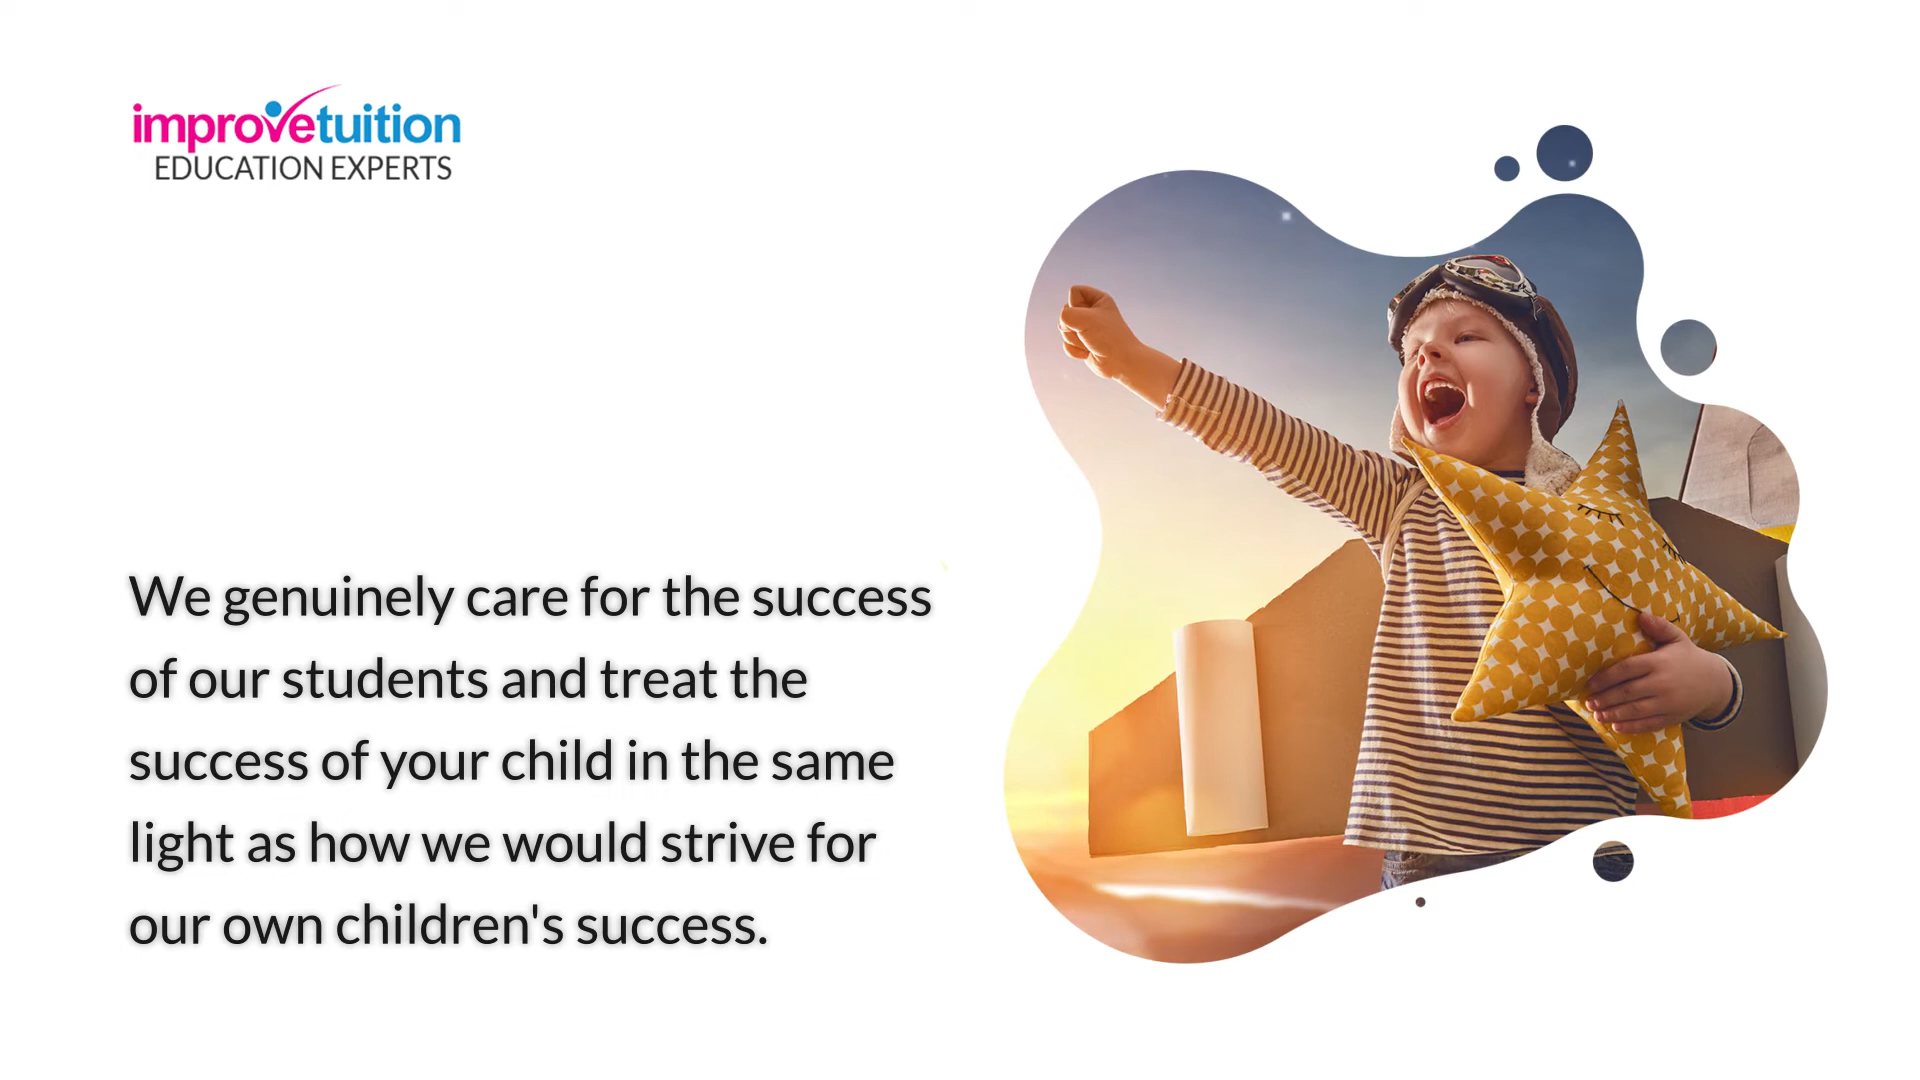 improvetuition
EDUCATION EXPERTS
We genuinely care for the success
of our students and treat the
success of your child in the same
light as how we would strive for
our own children's success.